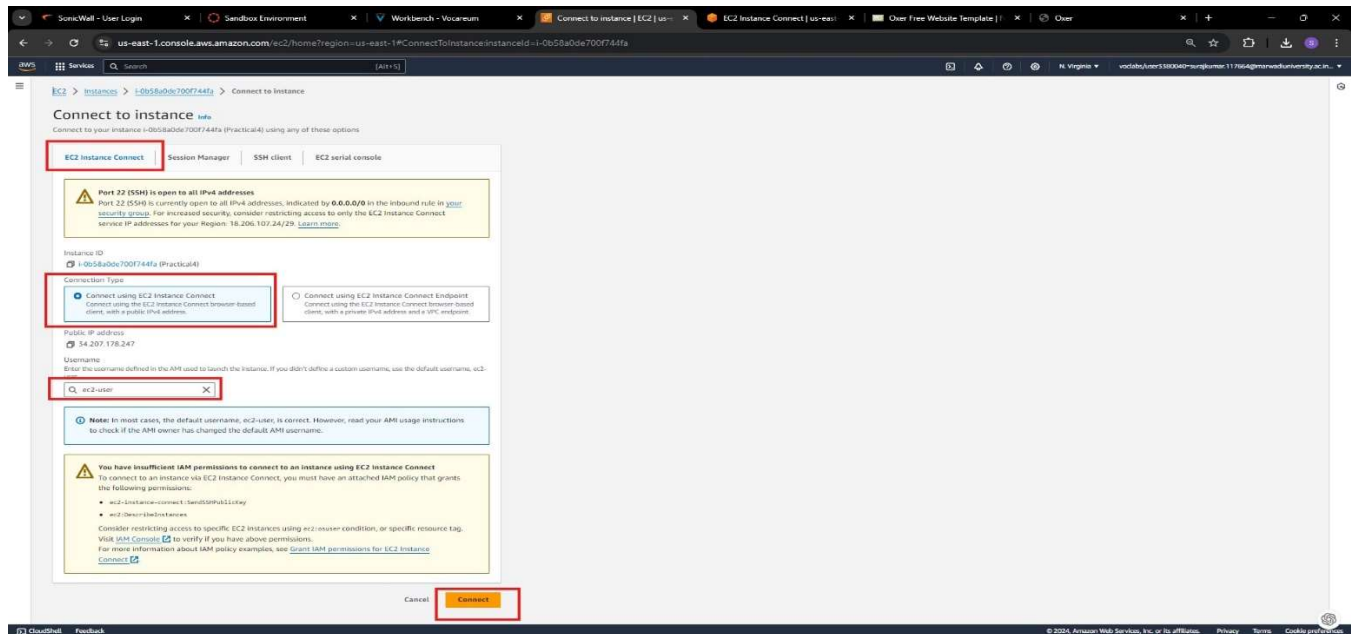 SonicWall - User Login
Sandbox Environment
Workbench - Vocareum
Connect to instance | EC2 | us-
EC2 Instance Connect | us-east-
Oxer Free Website Template |
Oxer
us-east-1.console.aws.amazon.com/ec2/home?region=us-east-1#ConnectToInstance:instanceId=i-0b58a0de700f744fa
aws
Services
Search
[Alt+S]
N. Virginia
EC2 > Instances > i-0b58a0de700f744fa > Connect to instance
Connect to instance Info
Connect to your instance i-0b58a0de700f744fa (Practical4) using any of these options
EC2 Instance Connect
Session Manager
SSH client
EC2 serial console
Port 22 (SSH) is open to all IPv4 addresses
Port 22 (SSH) is currently open to all IPv4 addresses, indicated by 0.0.0.0/0 in the inbound rule in your
security group. For increased security, consider restricting access to only the EC2 Instance Connect
service IP addresses for your Region: 18.206.107.24/29. Learn more.
Instance ID
i-0b58a0de700f744fa (Practical4)
Connection Type
Connect using EC2 Instance Connect
Connect using the EC2 Instance Connect browser-based
client, with a public IPv4 address.
Connect using EC2 Instance Connect Endpoint
Connect using the EC2 Instance Connect browser-based
client, with a private IPv4 address and a VPC endpoint.
Public IP address
54.207.178.247
Username
Enter the username defined in the AMI used to launch the instance. If you didn't define a custom username, use the default username, ec2-
ec2-user
Note: In most cases, the default username, ec2-user, is correct. However, read your AMI usage instructions
to check if the AMI owner has changed the default AMI username.
You have insufficient IAM permissions to connect to an instance using EC2 Instance Connect
To connect to an instance via EC2 Instance Connect, you must have an attached IAM policy that grants
the following permissions:
• ec2-instance-connect:SendSSHPublicKey
• ec2:DescribeInstances
Consider restricting access to specific EC2 instances using ec2:osuser condition, or specific resource tag.
Visit IAM Console to verify if you have above permissions.
For more information about IAM policy examples, see Grant IAM permissions for EC2 Instance
Connect
Cancel
Connect
CloudShell
Feedback
© 2024, Amazon Web Services, Inc. or its affiliates.
Privacy
Terms
Cookie preferences